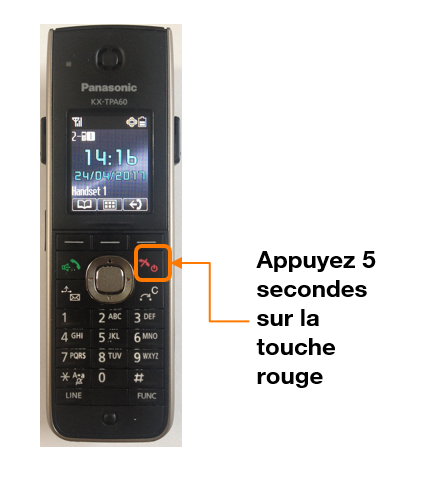 Panasonic
KX-TPA60
2-
14:16
24/04/2017
Handset 1
C
1 2 ABC 3 DEF
4 GHI 5 JKL 6 MNO
7 PQRS 8 TUV 9 WXYZ
* A→a 0 #
LINE FUNC
Appuyez 5
secondes
sur la
touche
rouge